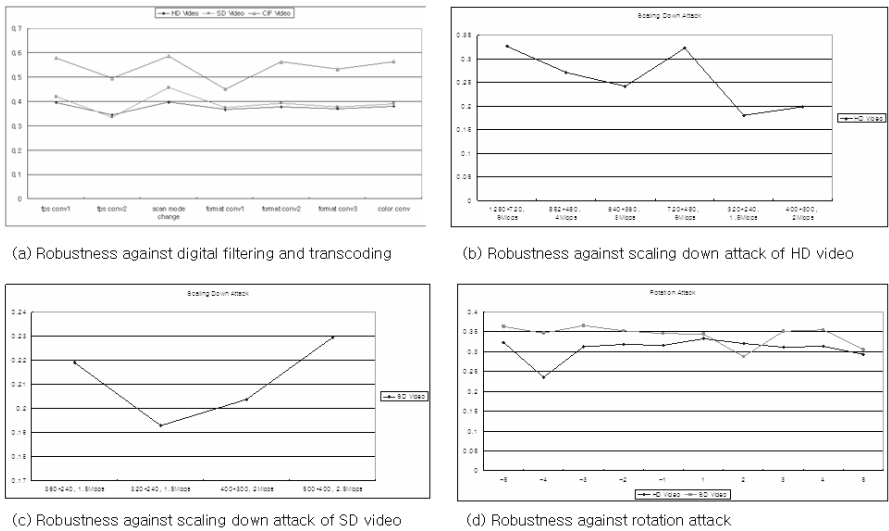 HD Video SD Video CIF Video
0,7
0,6
0,5
0,4
0,3
0,2
0,1
0
fps conv1 fps conv2 scan mode change format conv1 format conv2 format conv3 color conv
(a) Robustness against digital filtering and transcoding
Scaling Down Attack
0.35
0.3
0.25
0.2
0.15
0.1
0.05
0
HD Video
(b) Robustness against scaling down attack of HD video
Scaling Down Attack
0.24
0.23
0.22
0.21
0.2
0.19
0.18
0.17
SD Video
(c) Robustness against scaling down attack of SD video
Rotation Attack
0.4
0.35
0.3
0.25
0.2
0.15
0.1
0.05
0
-5 -4 -3 -2 -1 1 2 3 4 5
HD Video SD Video
(d) Robustness against rotation attack